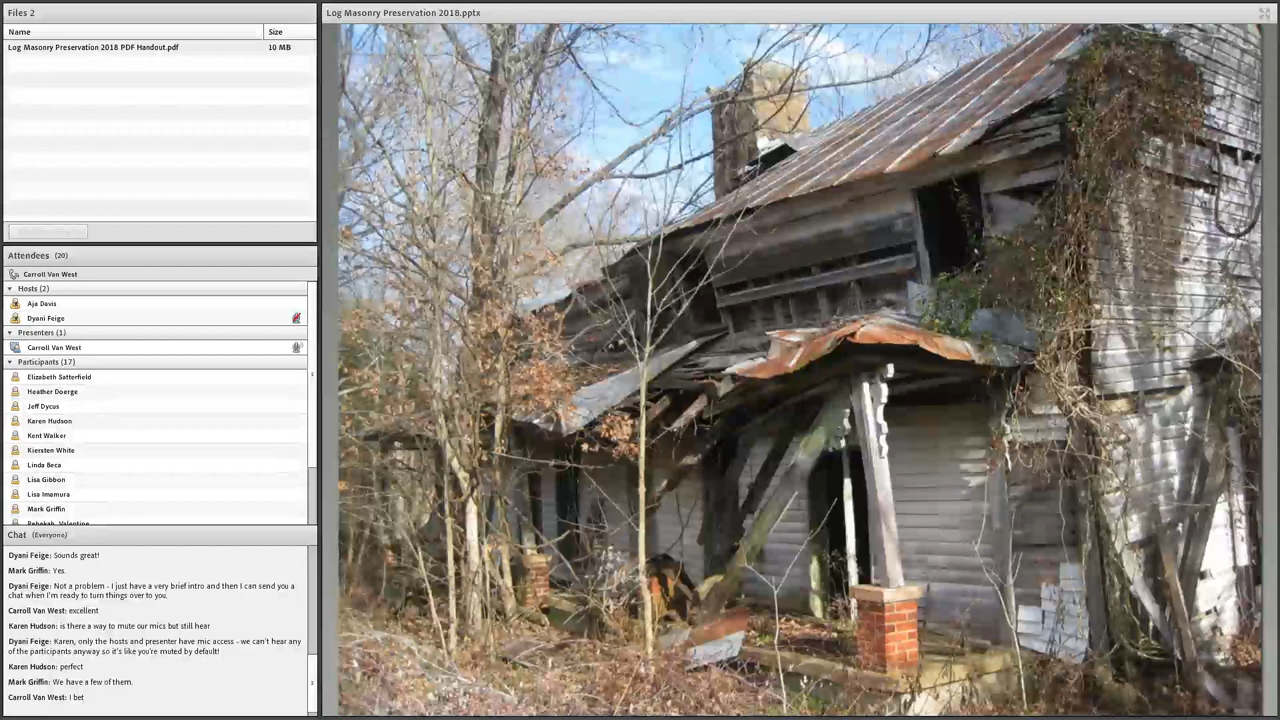 Files 2
Name Size
Log Masonry Preservation 2018 PDF Handout.pdf 10 MB
Attendees (20)
Carroll Van West
Hosts (2)
Aja Davis
Dyani Feige
Presenters (1)
Carroll Van West
Participants (17)
Elizabeth Satterfield
Heather Doerge
Jeff Dycus
Karen Hudson
Kent Walker
Kiersten White
Linda Beca
Lisa Gibbon
Lisa Imamura
Mark Griffin
Rebekah Valentine
Chat (Everyone)
Dyani Feige: Sounds great!
Mark Griffin: Yes.
Dyani Feige: Not a problem - I just have a very brief intro and then I can send you a
chat when I'm ready to turn things over to you.
Carroll Van West: excellent
Karen Hudson: is there a way to mute our mics but still hear
Dyani Feige: Karen, only the hosts and presenter have mic access - we can't hear any
of the participants anyway so it's like you're muted by default!
Karen Hudson: perfect
Mark Griffin: We have a few of them.
Carroll Van West: I bet
Log Masonry Preservation 2018.pptx